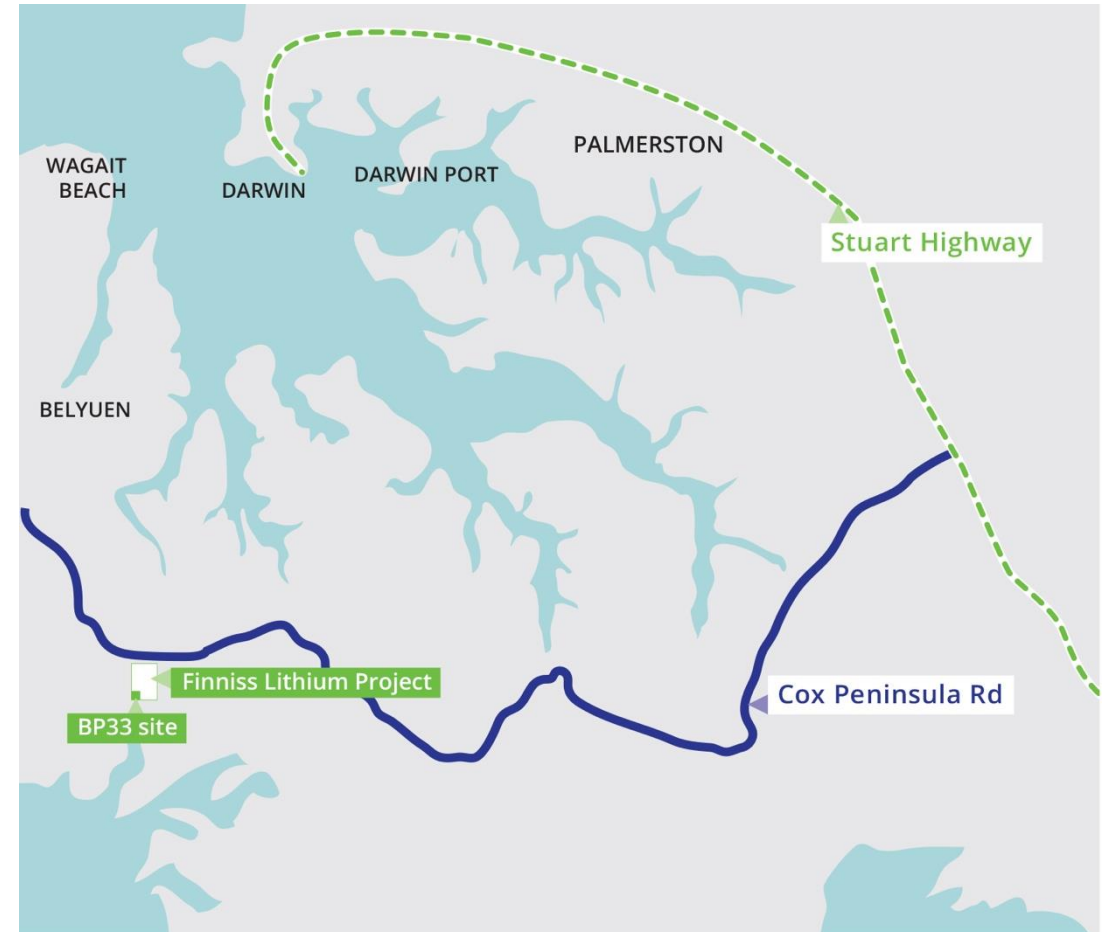 PALMERSTON
WAGAIT
BEACH
DARWIN
DARWIN PORT
Stuart Highway
BELYUEN
Finniss Lithium Project
Cox Peninsula Rd
BP33 site